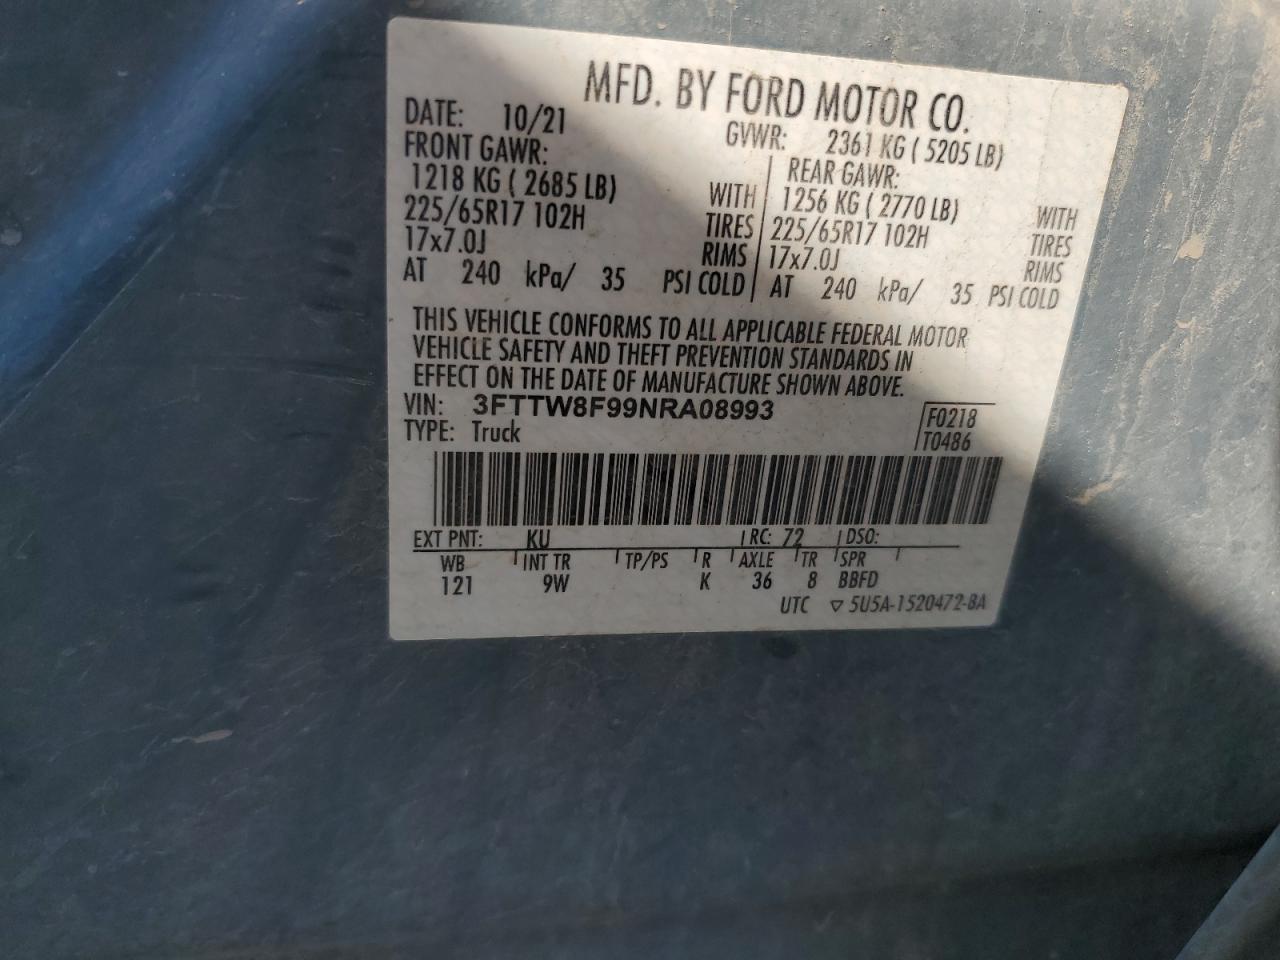 MFD. BY FORD MOTOR CO.
DATE: 10/21 GVWR: 2361 KG ( 5205 LB)
FRONT GAWR: REAR GAWR:
1218 KG ( 2685 LB) WITH 1256 KG ( 2770 LB) WITH
225/65R17 102H TIRES 225/65R17 102H TIRES
17x7.0J RIMS 17x7.0J RIMS
AT 240 kPa/ 35 PSI COLD AT 240 kPa/ 35 PSI COLD
THIS VEHICLE CONFORMS TO ALL APPLICABLE FEDERAL MOTOR
VEHICLE SAFETY AND THEFT PREVENTION STANDARDS IN
EFFECT ON THE DATE OF MANUFACTURE SHOWN ABOVE.
VIN: 3FTTW8F99NRA08993 F0218
TYPE: Truck T0486
EXT PNT: KU RC: 72 DSO:
WB INT TR TP/PS R AXLE TR SPR
121 9W K 36 8 BBFD
UTC ▽ 5U5A-1520472-BA